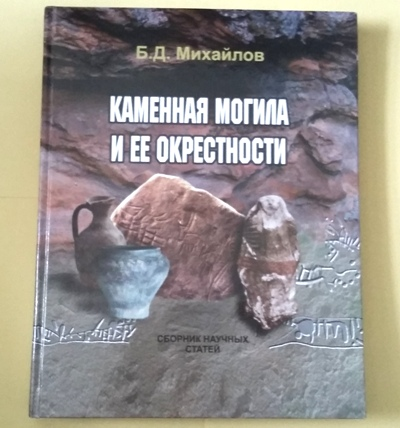 Б.Д. Михайлов
КАМЕННАЯ МОГИЛА
И ЕЕ ОКРЕСТНОСТИ
СБОРНИК НАУЧНЫХ
СТАТЕЙ